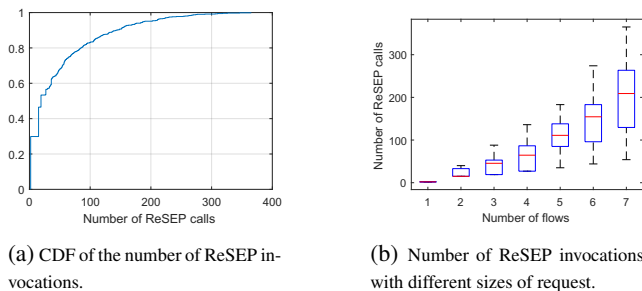 1
0.8
0.6
0.4
0.2
0
0 100 200 300 400
Number of ReSEP calls
(a) CDF of the number of ReSEP in-
vocations.
Number of ReSEP calls
300
200
100
0
1 2 3 4 5 6 7
Number of flows
(b) Number of ReSEP invocations
with different sizes of request.